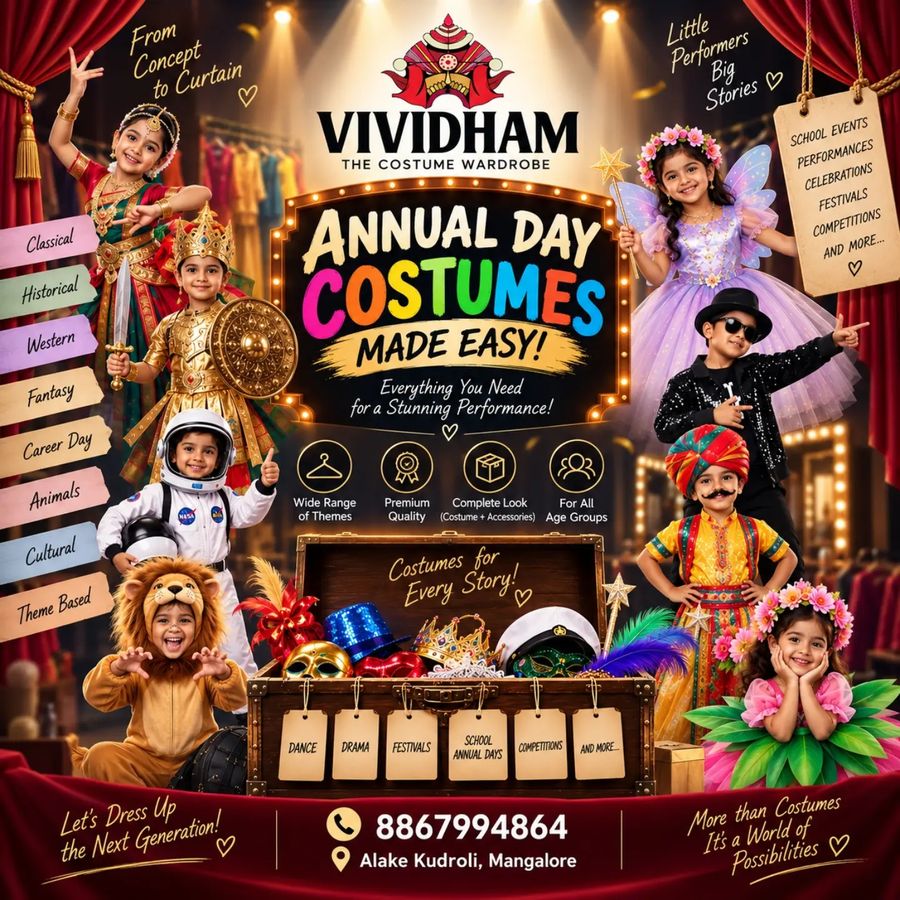 From
Concept
to Curtain
VIVIDHAM
THE COSTUME WARDROBE
Little
Performers
Big
Stories
SCHOOL EVENTS
PERFORMANCES
CELEBRATIONS
FESTIVALS
COMPETITIONS
AND MORE...
ANNUAL DAY
COSTUMES
MADE EASY!
Everything You Need
for a Stunning Performance!
Classical
Historical
Western
Fantasy
Career Day
Animals
Cultural
Theme Based
Wide Range
of Themes
Premium
Quality
Complete Look
(Costume + Accessories)
For All
Age Groups
NASA
Costumes for
Every Story!
DANCE
DRAMA
FESTIVALS
SCHOOL
ANNUAL DAYS
COMPETITIONS
AND MORE...
Let's Dress Up
the Next Generation!
8867994864
Alake Kudroli, Mangalore
More than Costumes
It's a World of
Possibilities